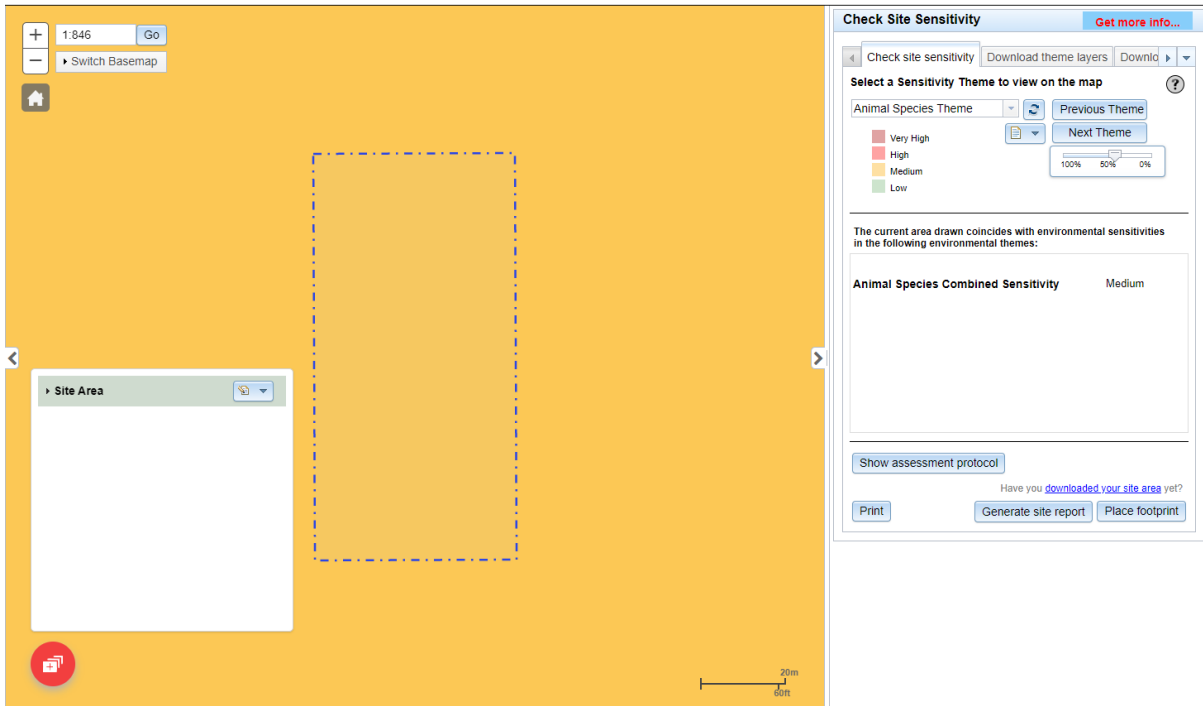 1:846
Go
Switch Basemap
Site Area
20m
60ft
Check Site Sensitivity
Get more info...
Check site sensitivity
Download theme layers
Downlo
Select a Sensitivity Theme to view on the map
?
Animal Species Theme
Previous Theme
Next Theme
Very High
High
Medium
Low
100% 50% 0%
The current area drawn coincides with environmental sensitivities
in the following environmental themes:
Animal Species Combined Sensitivity Medium
Show assessment protocol
Have you downloaded your site area yet?
Print
Generate site report
Place footprint